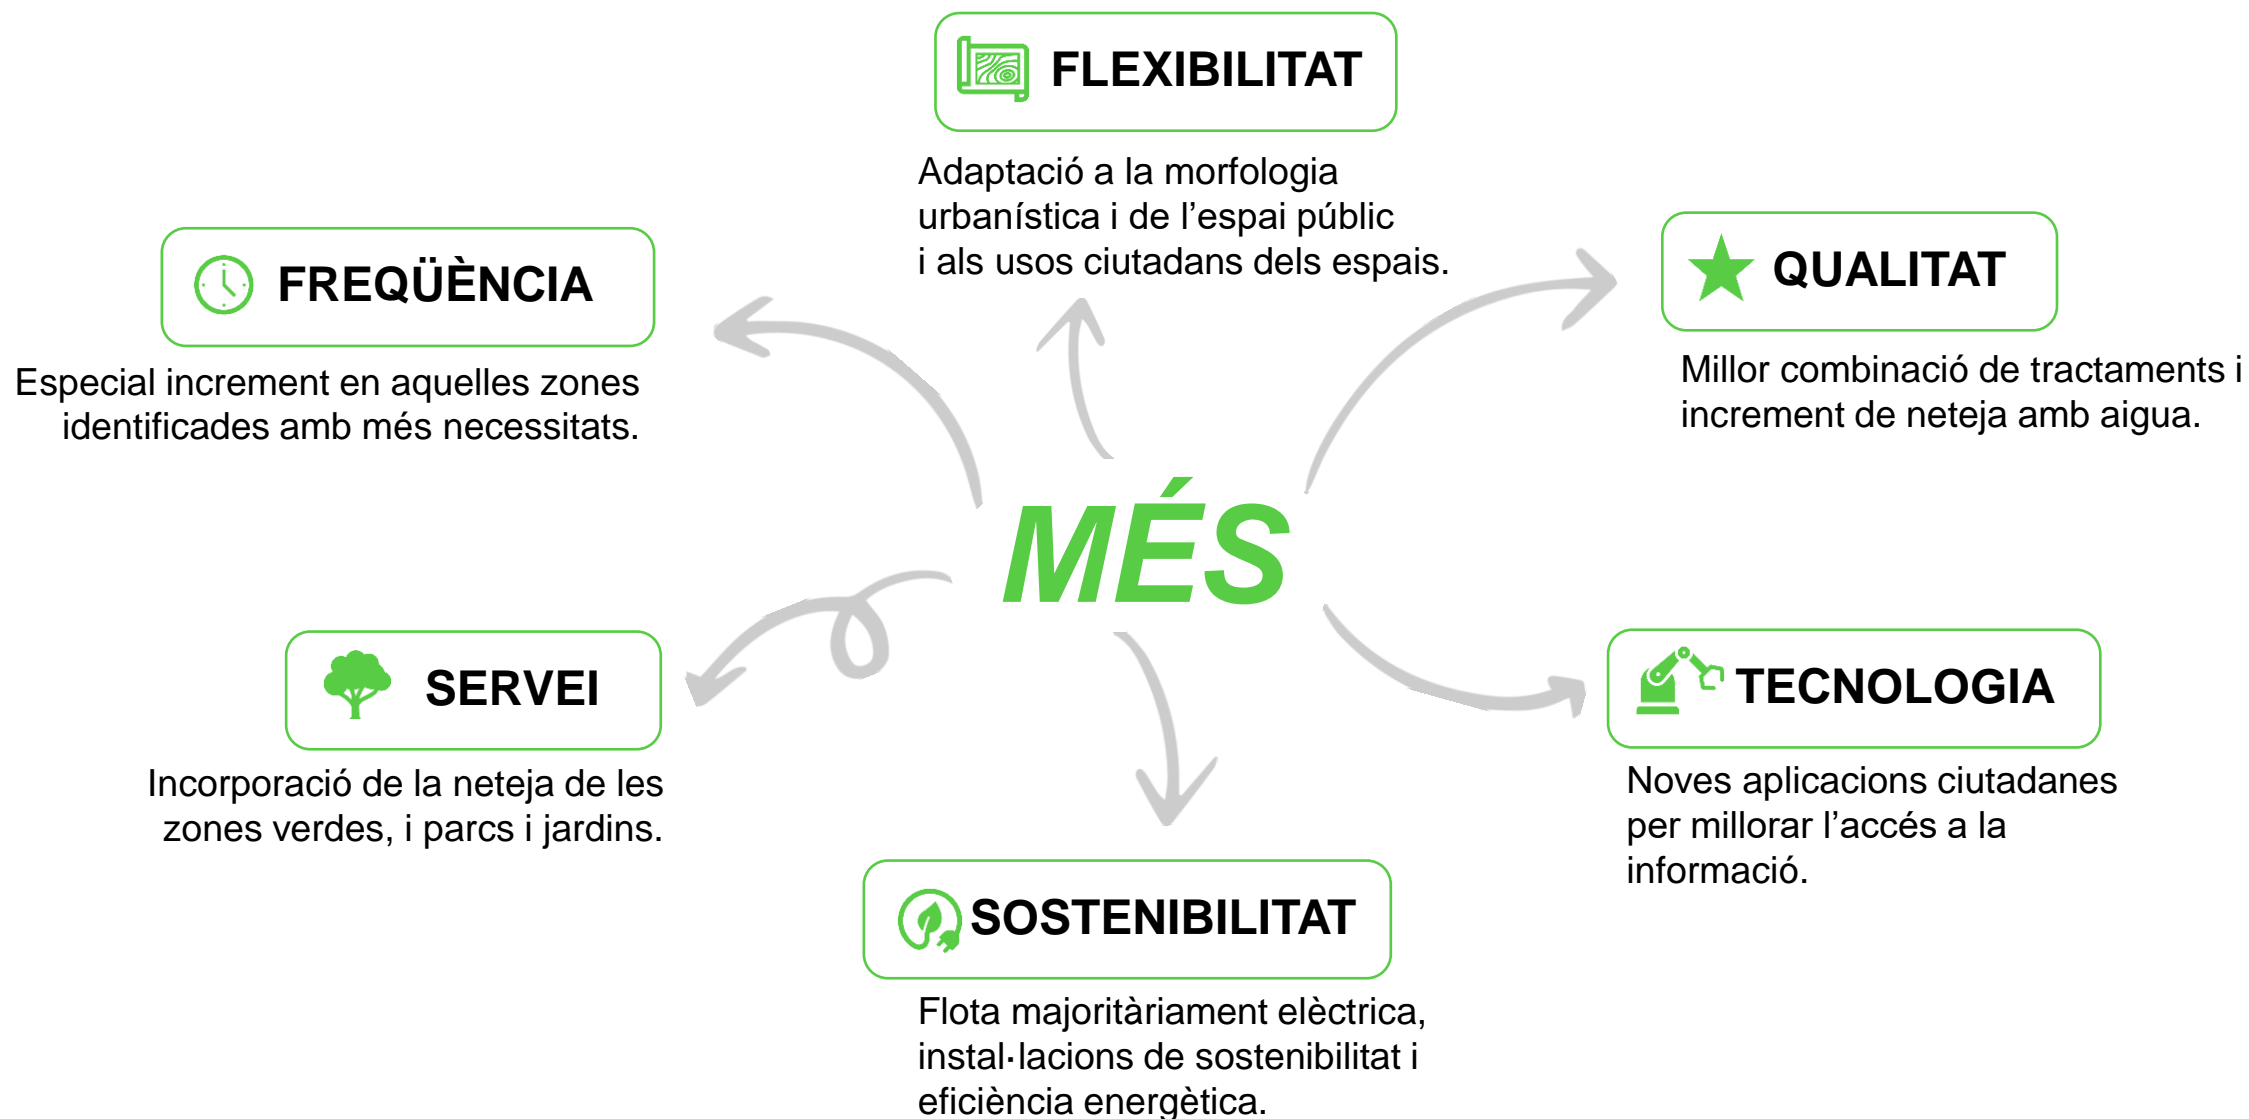 FLEXIBILITAT
Adaptació a la morfologia
urbanística i de l’espai públic
i als usos ciutadans dels espais.
FREQÜÈNCIA
Especial increment en aquelles zones
identificades amb més necessitats.
QUALITAT
Millor combinació de tractaments i
increment de neteja amb aigua.
MÉS
SERVEI
Incorporació de la neteja de les
zones verdes, i parcs i jardins.
TECNOLOGIA
Noves aplicacions ciutadanes
per millorar l’accés a la
informació.
SOSTENIBILITAT
Flota majoritàriament elèctrica,
instal·lacions de sostenibilitat i
eficiència energètica.